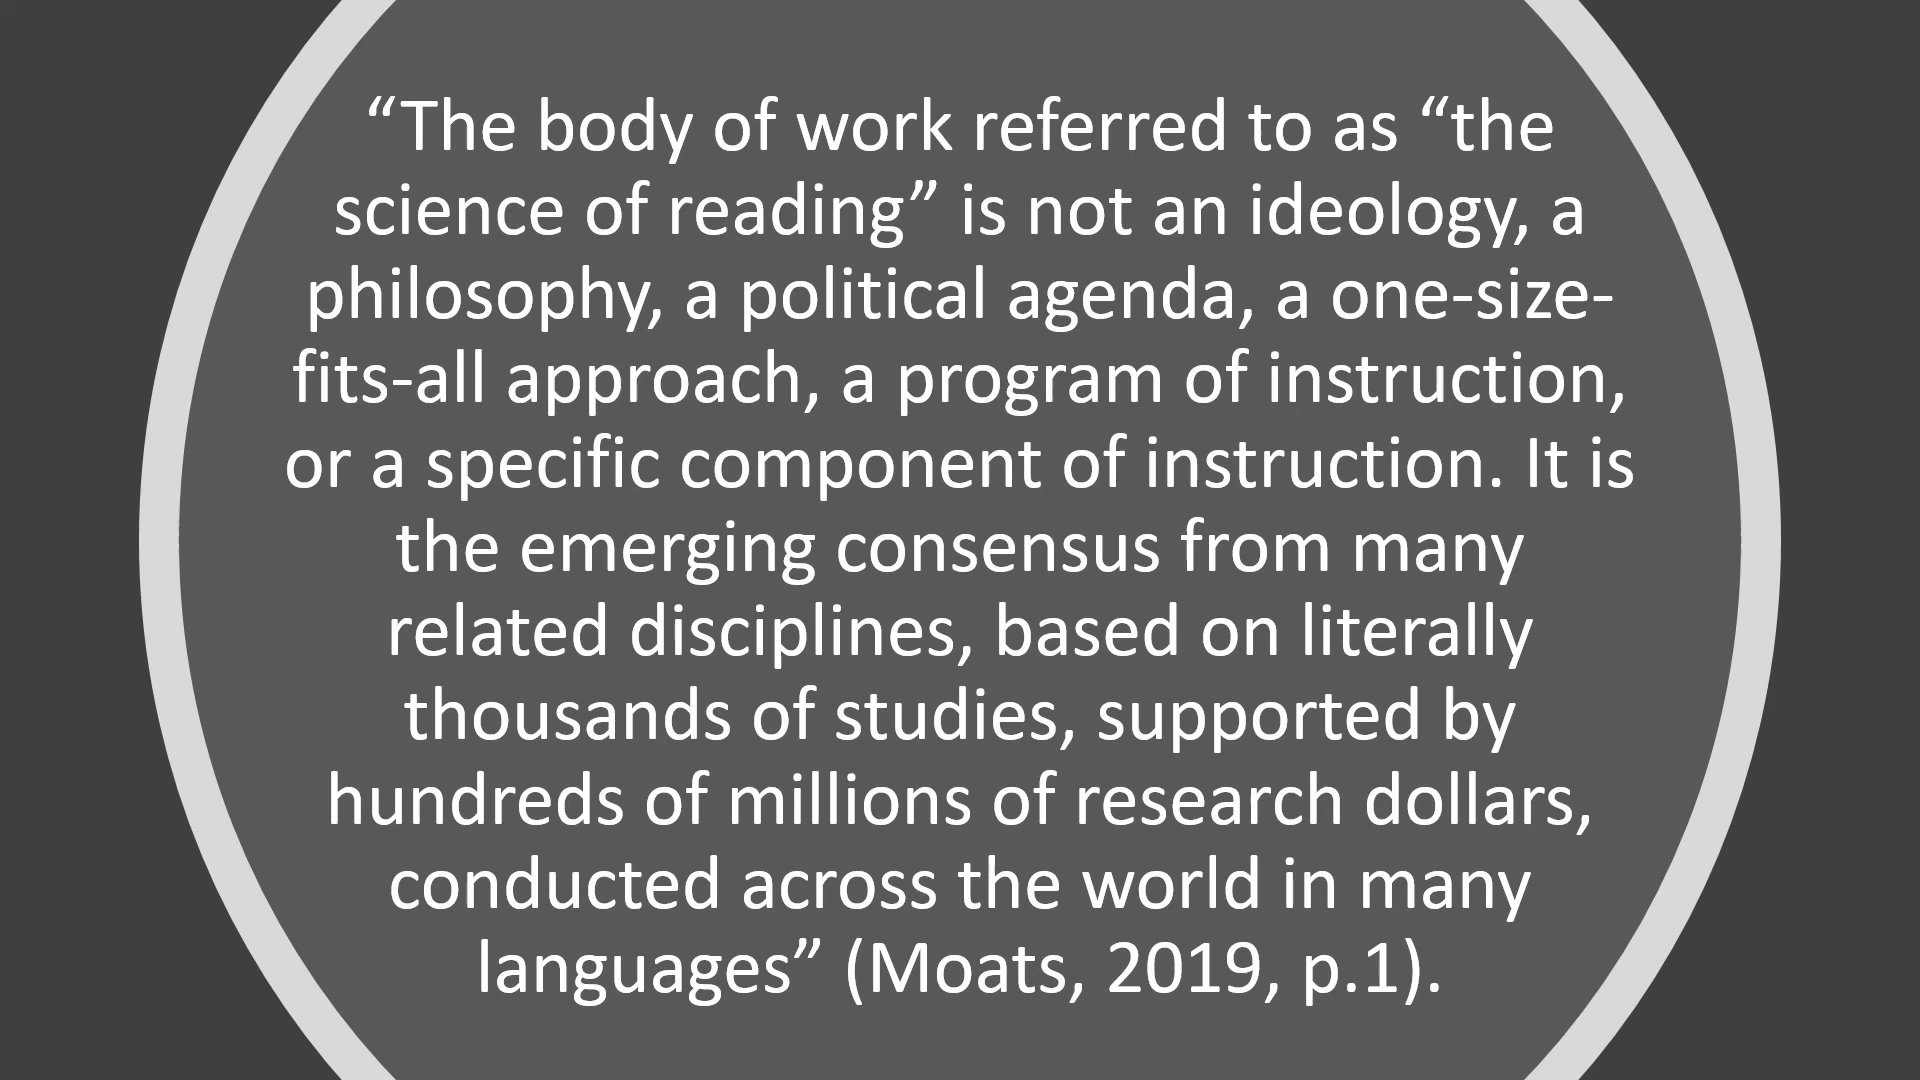 “The body of work referred to as “the
science of reading” is not an ideology, a
philosophy, a political agenda, a one-size-
fits-all approach, a program of instruction,
or a specific component of instruction. It is
the emerging consensus from many
related disciplines, based on literally
thousands of studies, supported by
hundreds of millions of research dollars,
conducted across the world in many
languages” (Moats, 2019, p.1).